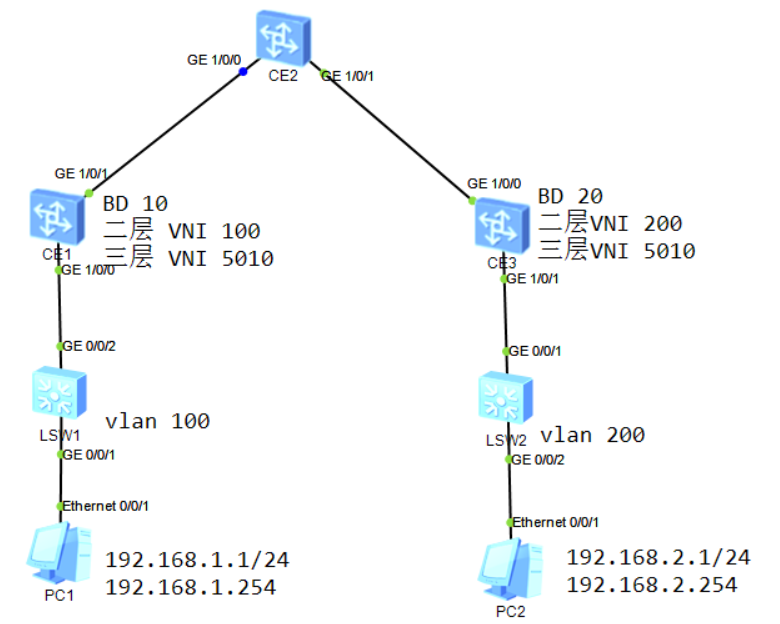 GE 1/0/0
CE2
GE 1/0/1
GE 1/0/1
BD 10
二层 VNI 100
三层 VNI 5010
CE1
GE 1/0/0
GE 1/0/0
BD 20
二层VNI 200
三层VNI 5010
CE3
GE 1/0/1
GE 0/0/2
vlan 100
LSW1
GE 0/0/1
GE 0/0/1
vlan 200
LSW2
GE 0/0/2
Ethernet 0/0/1
192.168.1.1/24
192.168.1.254
PC1
Ethernet 0/0/1
192.168.2.1/24
192.168.2.254
PC2